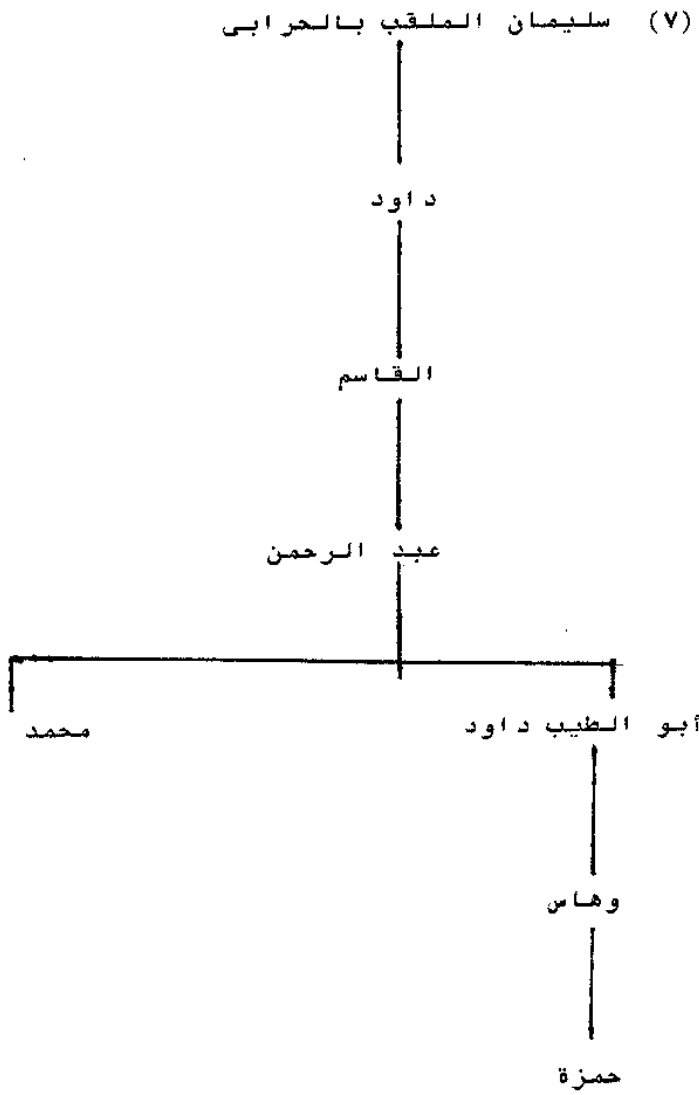 (٧) سليمان الملقب بالحرابى
داود
القاسم
عبد الرحمن
أبو الطيب داود
محمد
وهاس
حمزة